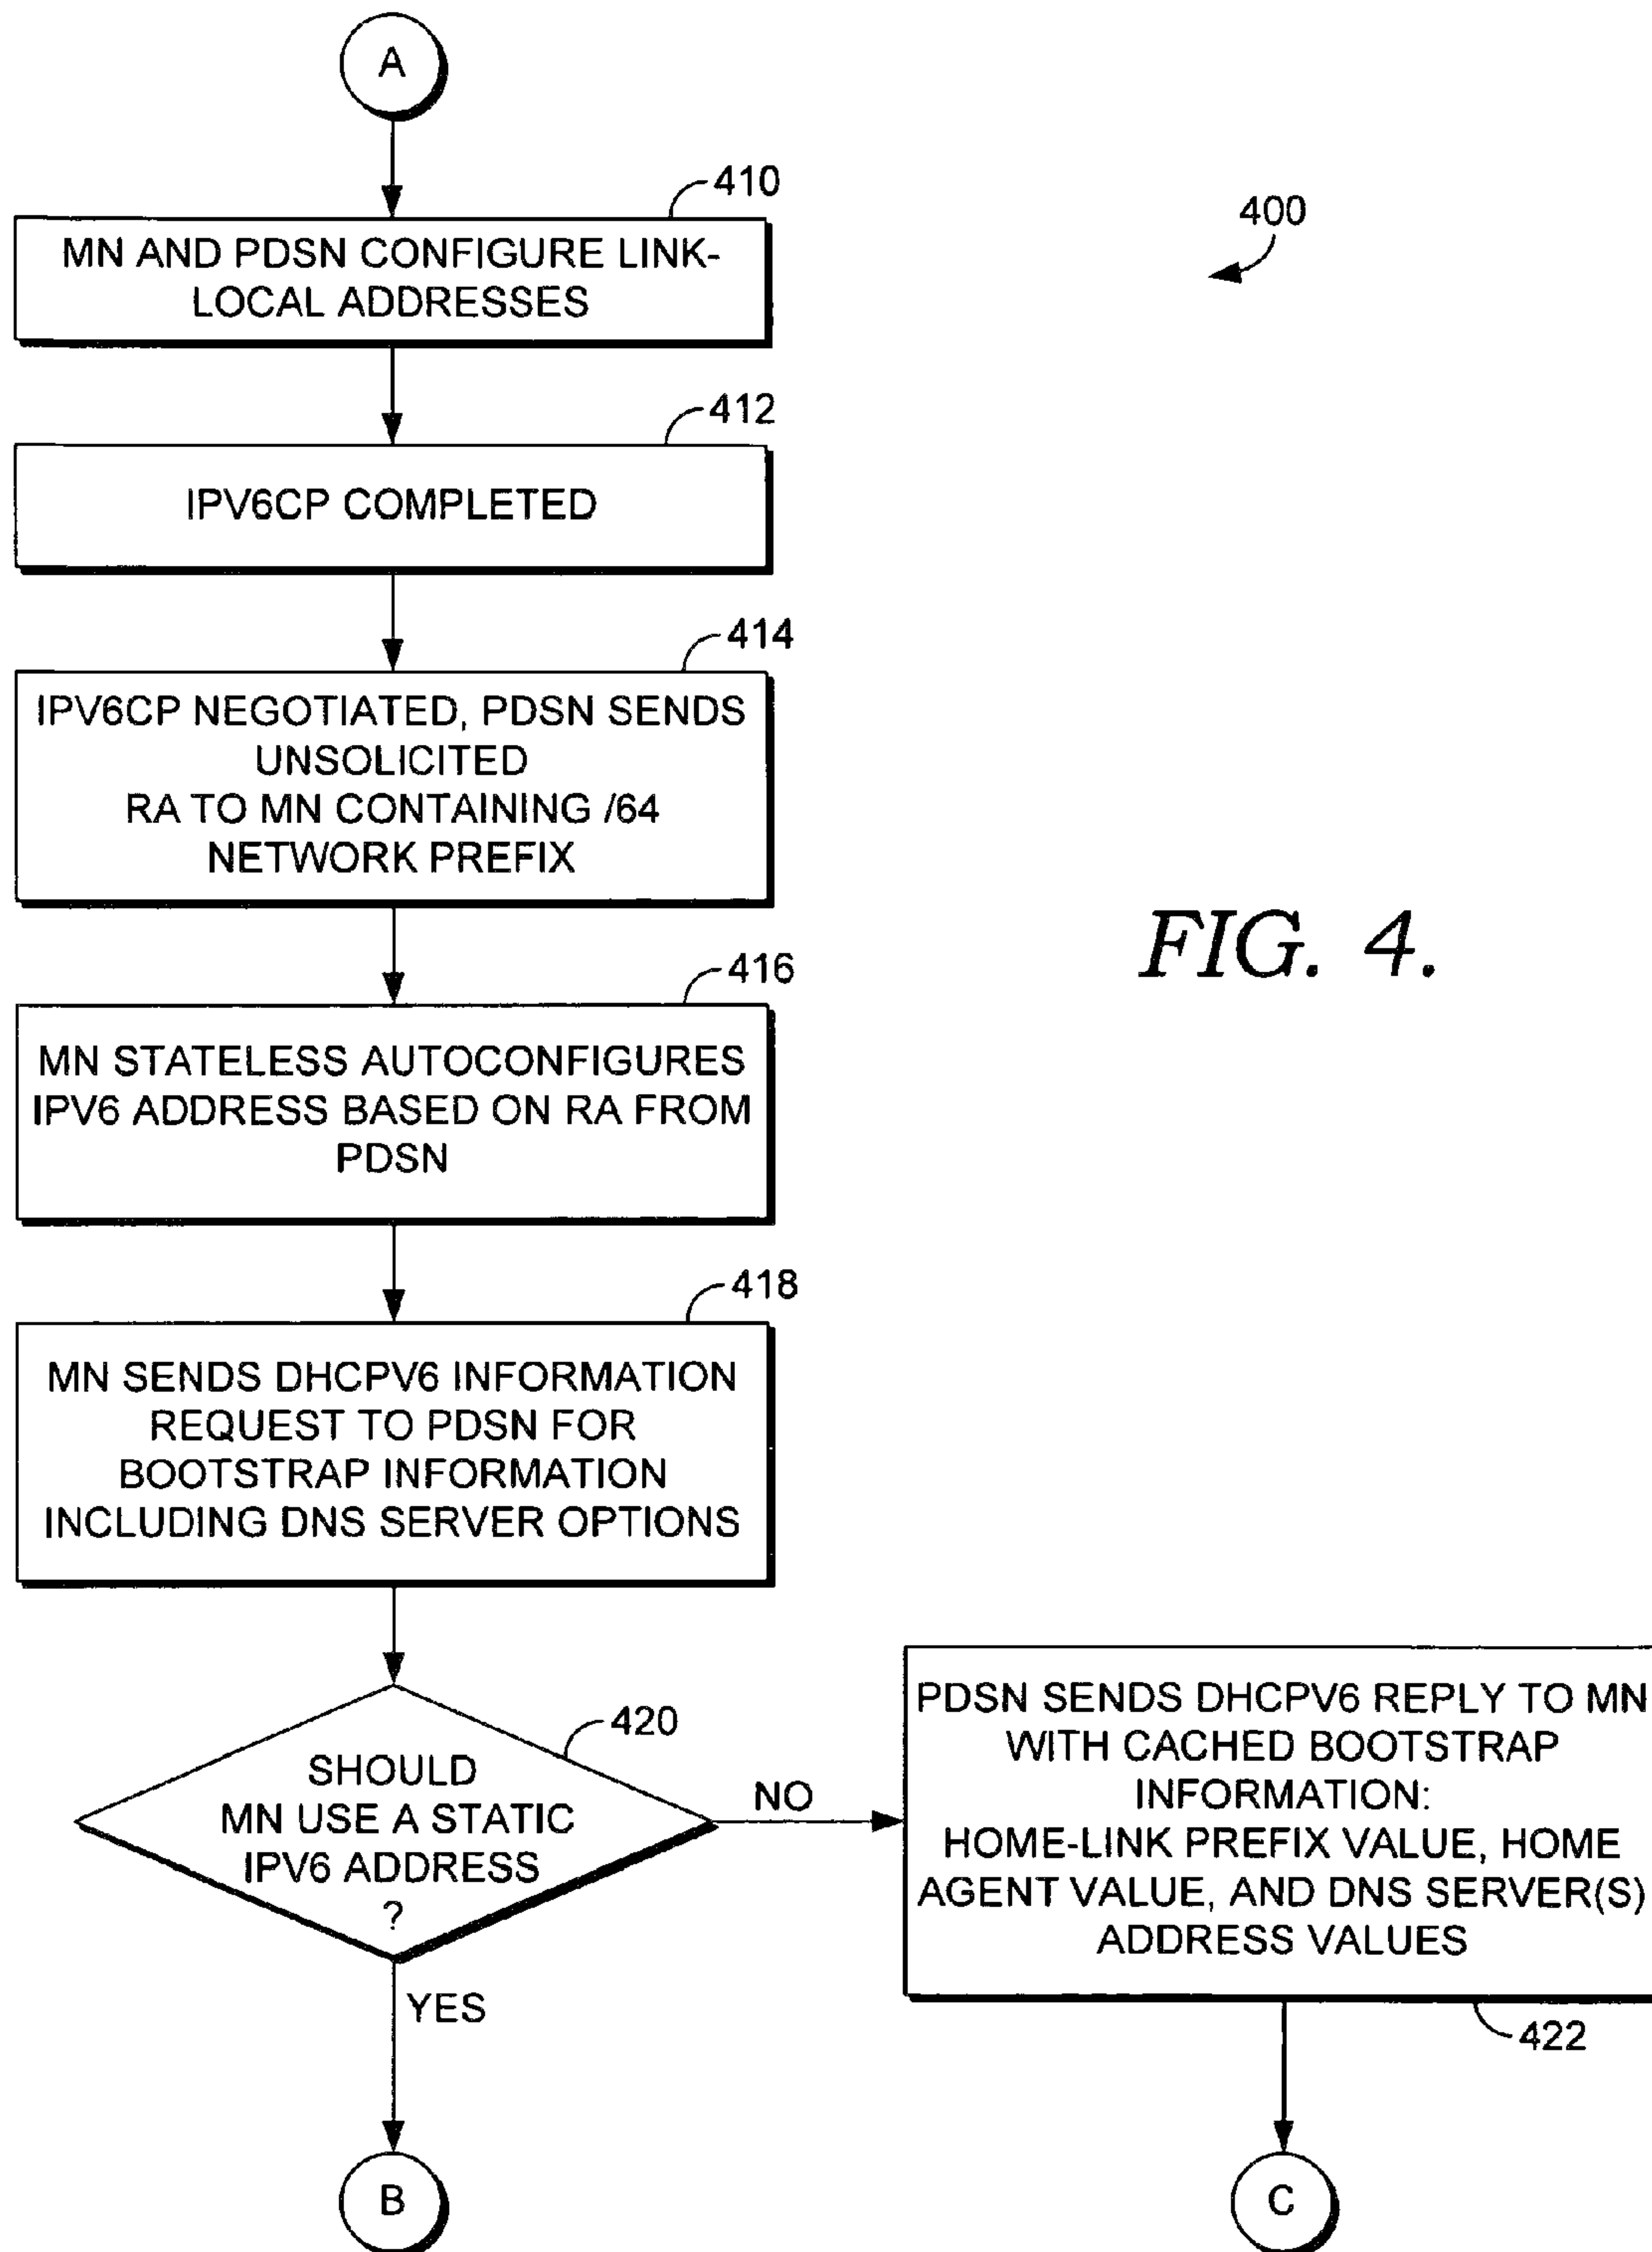 A
410
MN AND PDSN CONFIGURE LINK-
LOCAL ADDRESSES
400
412
IPV6CP COMPLETED
414
IPV6CP NEGOTIATED, PDSN SENDS
UNSOLICITED
RA TO MN CONTAINING /64
NETWORK PREFIX
FIG. 4.
416
MN STATELESS AUTOCONFIGURES
IPV6 ADDRESS BASED ON RA FROM
PDSN
418
MN SENDS DHCPV6 INFORMATION
REQUEST TO PDSN FOR
BOOTSTRAP INFORMATION
INCLUDING DNS SERVER OPTIONS
420
SHOULD
MN USE A STATIC
IPV6 ADDRESS
?
NO
YES
PDSN SENDS DHCPV6 REPLY TO MN
WITH CACHED BOOTSTRAP
INFORMATION:
HOME-LINK PREFIX VALUE, HOME
AGENT VALUE, AND DNS SERVER(S)
ADDRESS VALUES
422
B
C